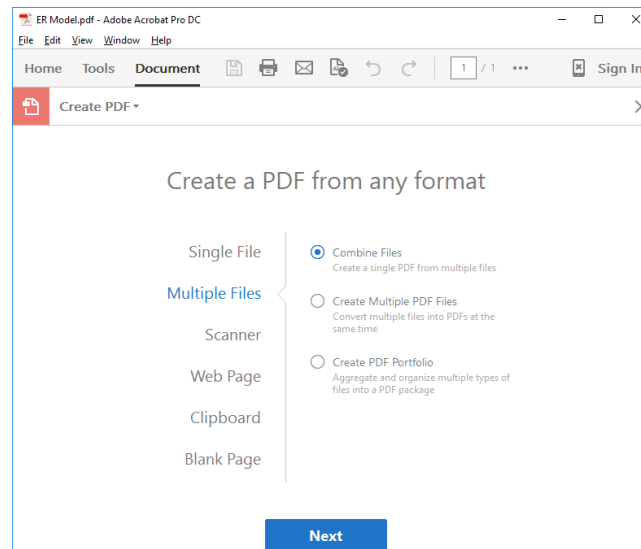 ER Model.pdf - Adobe Acrobat Pro DC
File Edit View Window Help
Home Tools Document 1 / 1 Sign In
Create PDF
Create a PDF from any format
Single File
Multiple Files
Scanner
Web Page
Clipboard
Blank Page
Combine Files
Create a single PDF from multiple files
Create Multiple PDF Files
Convert multiple files into PDFs at the
same time
Create PDF Portfolio
Aggregate and organize multiple types of
files into a PDF package
Next